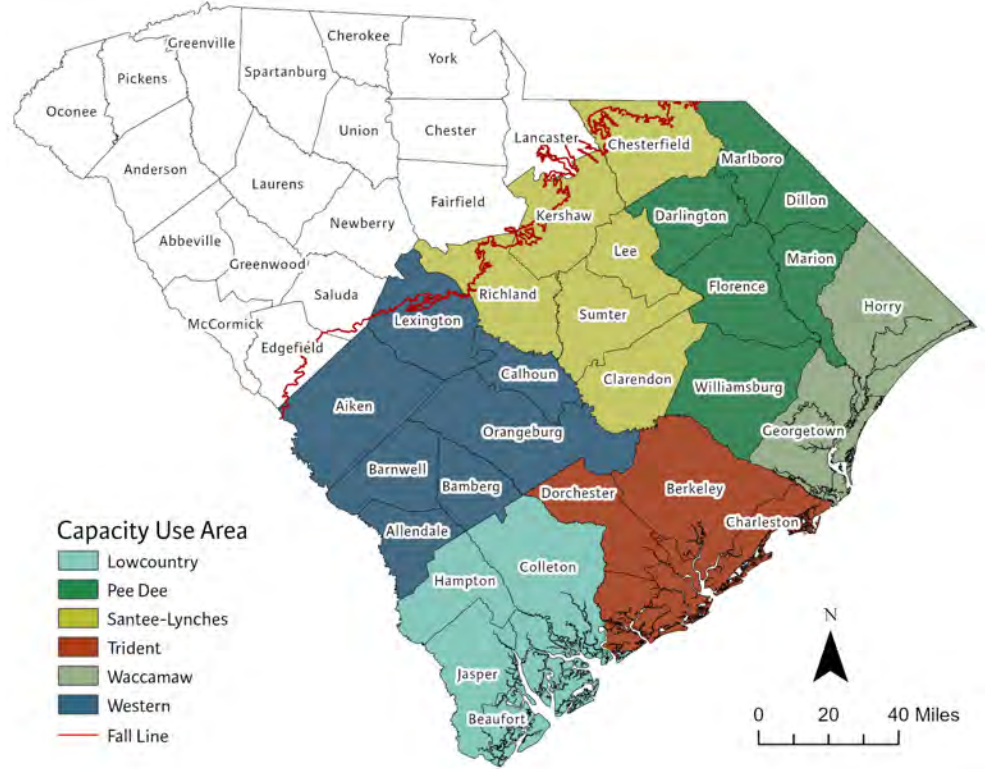 Cherokee
Greenville
York
Spartanburg
Pickens
Oconee
Union
Chester
Lancaster
Chesterfield
Anderson
Marlboro
Laurens
Dillon
Fairfield
Newberry
Kershaw
Darlington
Abbeville
Lee
Marion
Greenwood
Florence
Saluda
Richland
Horry
Sumter
McCormick
Lexington
Edgefield
Calhoun
Clarendon
Williamsburg
Aiken
Orangeburg
Georgetown
Barnwell
Bamberg
Dorchester
Berkeley
Charleston
Allendale
Colleton
Hampton
Jasper
Beaufort
Capacity Use Area
Lowcountry
Pee Dee
Santee-Lynches
Trident
Waccamaw
Western
Fall Line
N
0 20 40 Miles